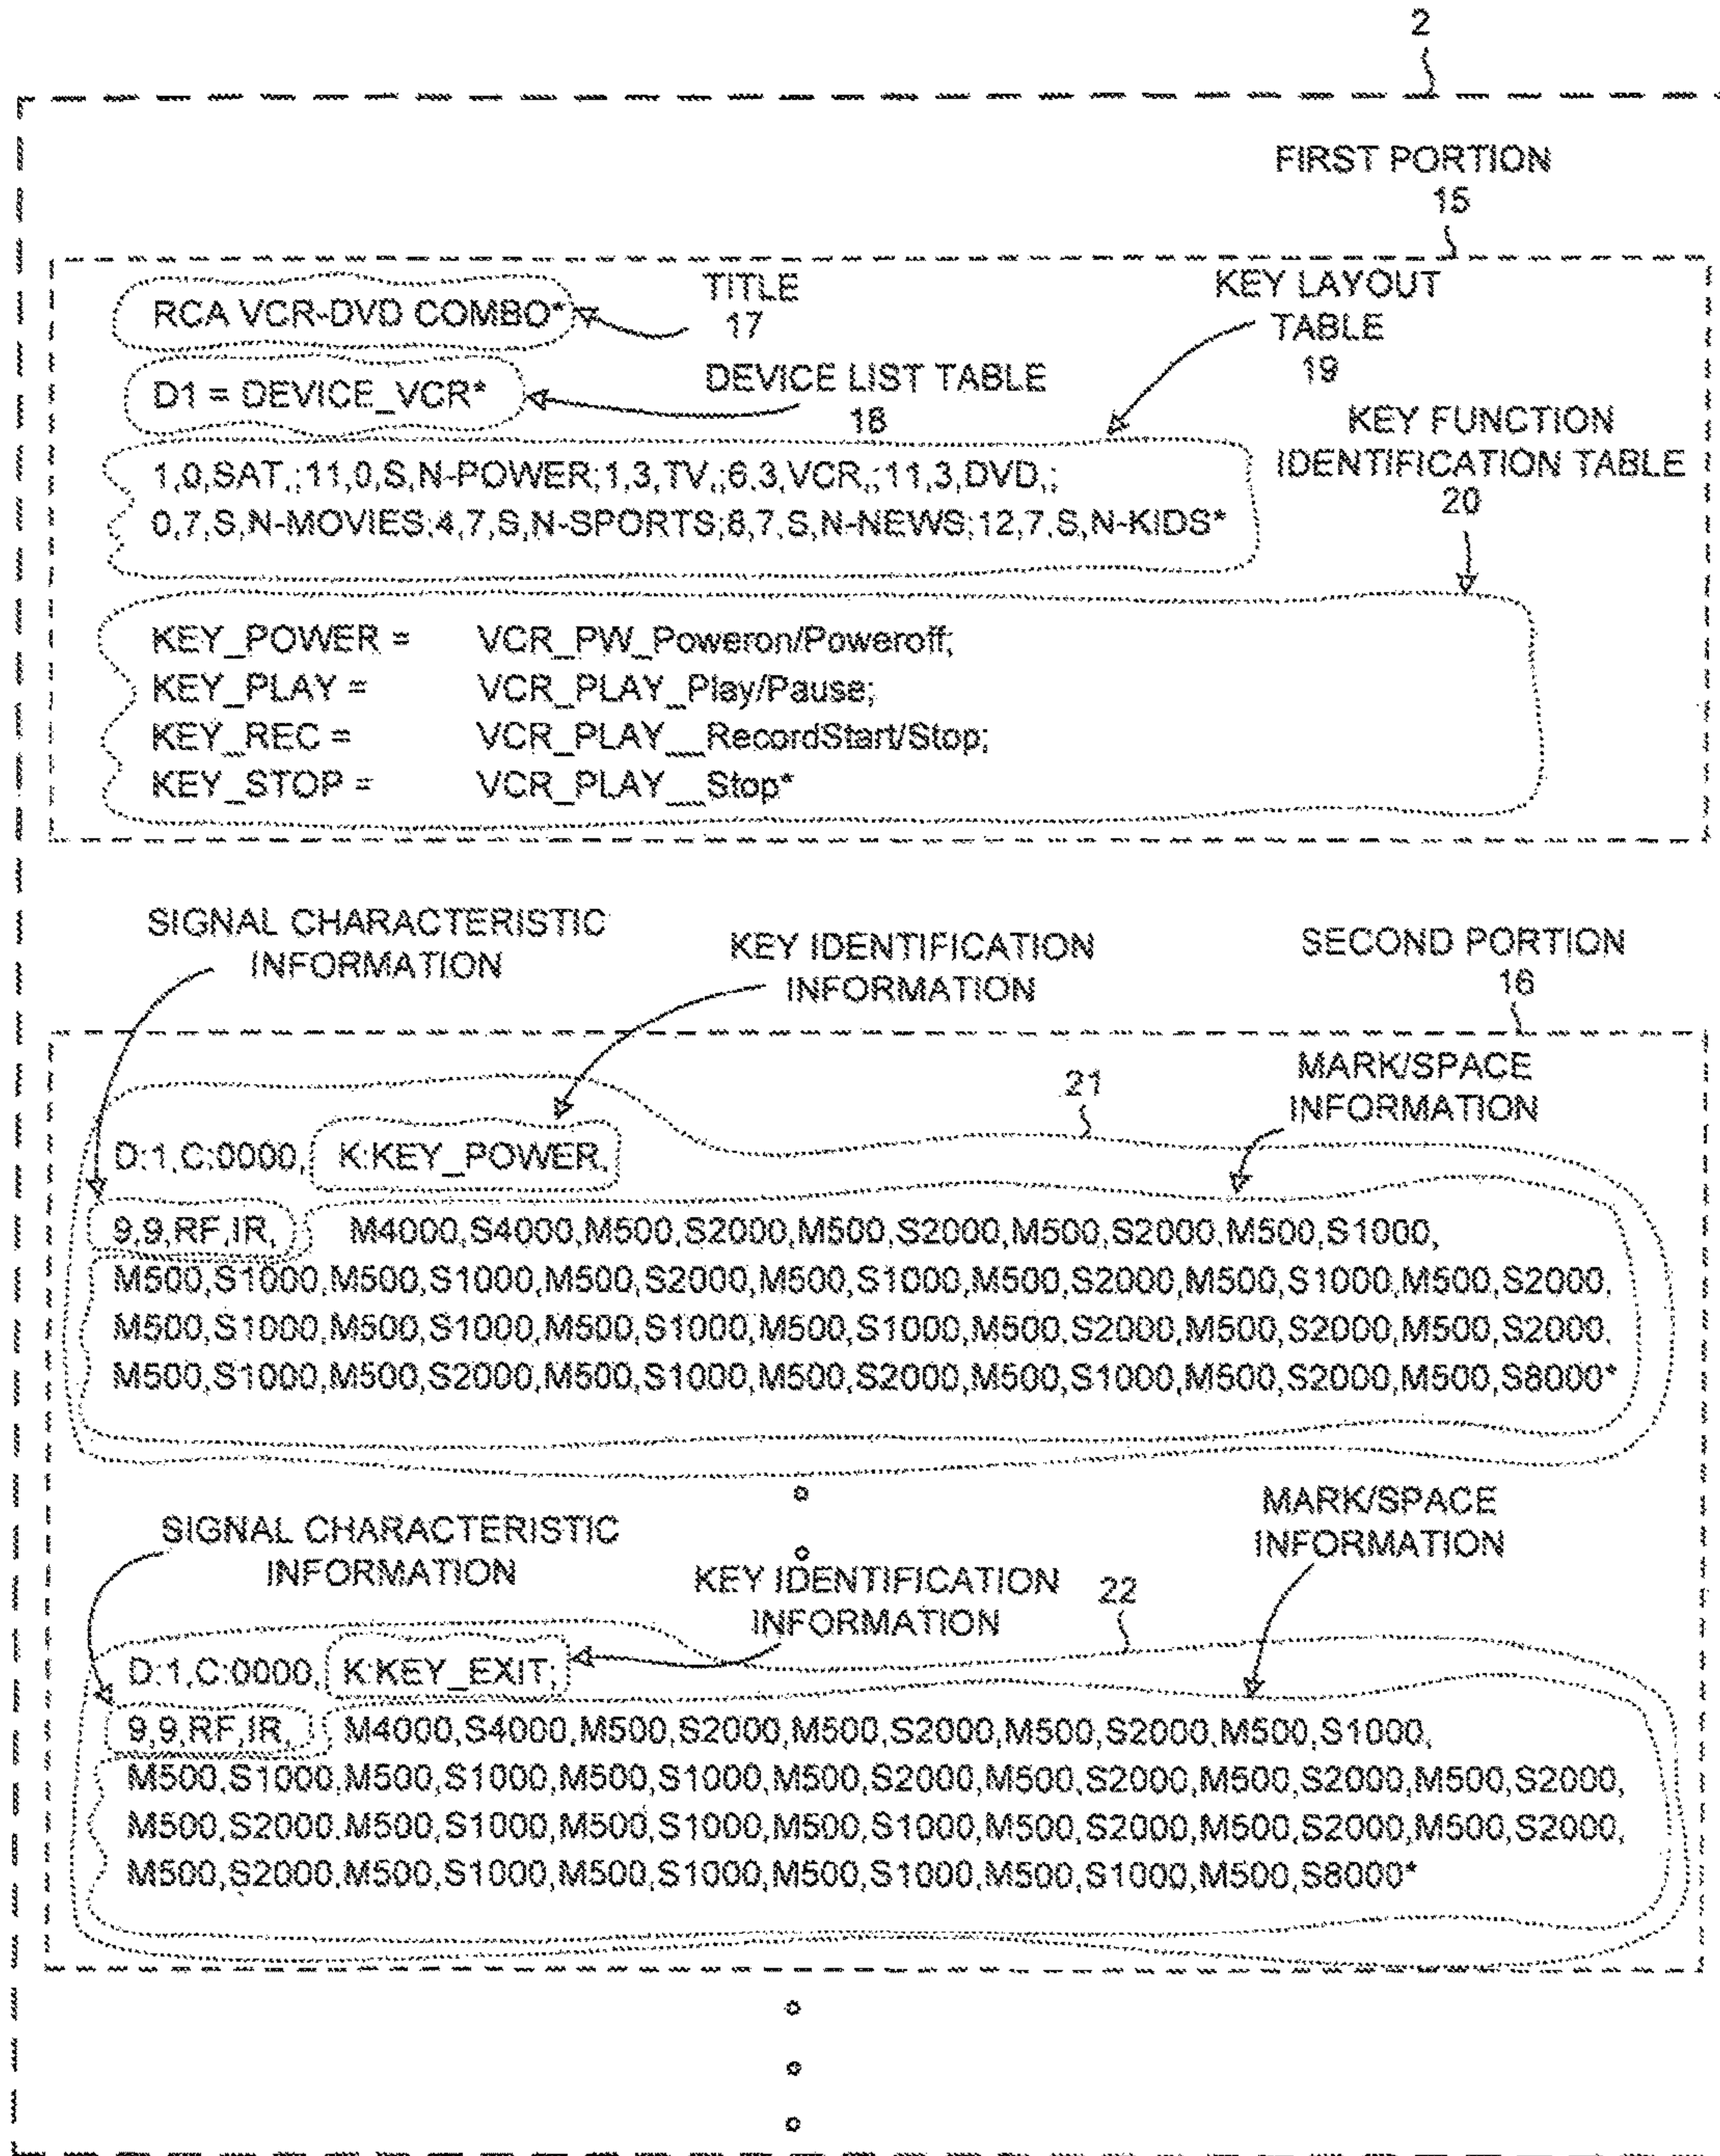 2
FIRST PORTION
15
RCA VCR-DVD COMBO*
TITLE
17
KEY LAYOUT
TABLE
19
D1 = DEVICE_VCR*
DEVICE LIST TABLE
18
KEY FUNCTION
IDENTIFICATION TABLE
20
1,0,SAT,;11,0,S,N-POWER;1,3,TV,;6,3,VCR,;11,3,DVD,;
0,7,S,N-MOVIES;4,7,S,N-SPORTS;8,7,S,N-NEWS;12,7,S,N-KIDS*
KEY_POWER = VCR_PW_Poweron/Poweroff;
KEY_PLAY = VCR_PLAY_Play/Pause;
KEY_REC = VCR_PLAY__RecordStart/Stop;
KEY_STOP = VCR_PLAY__Stop*
SIGNAL CHARACTERISTIC
INFORMATION
KEY IDENTIFICATION
INFORMATION
SECOND PORTION
16
21
MARK/SPACE
INFORMATION
D:1,C:0000, K:KEY_POWER,
9,9,RF,IR, M4000,S4000,M500,S2000,M500,S2000,M500,S2000,M500,S1000,
M500,S1000,M500,S1000,M500,S2000,M500,S1000,M500,S2000,M500,S1000,M500,S2000,
M500,S1000,M500,S1000,M500,S1000,M500,S1000,M500,S2000,M500,S2000,M500,S2000,
M500,S1000,M500,S2000,M500,S1000,M500,S2000,M500,S1000,M500,S2000,M500,S8000*
SIGNAL CHARACTERISTIC
INFORMATION
KEY IDENTIFICATION
INFORMATION
22
MARK/SPACE
INFORMATION
D:1,C:0000, K:KEY_EXIT;
9,9,RF,IR, M4000,S4000,M500,S2000,M500,S2000,M500,S2000,M500,S1000,
M500,S1000,M500,S1000,M500,S1000,M500,S2000,M500,S2000,M500,S2000,M500,S2000,
M500,S2000,M500,S1000,M500,S1000,M500,S1000,M500,S2000,M500,S2000,M500,S2000,
M500,S2000,M500,S1000,M500,S1000,M500,S1000,M500,S1000,M500,S8000*